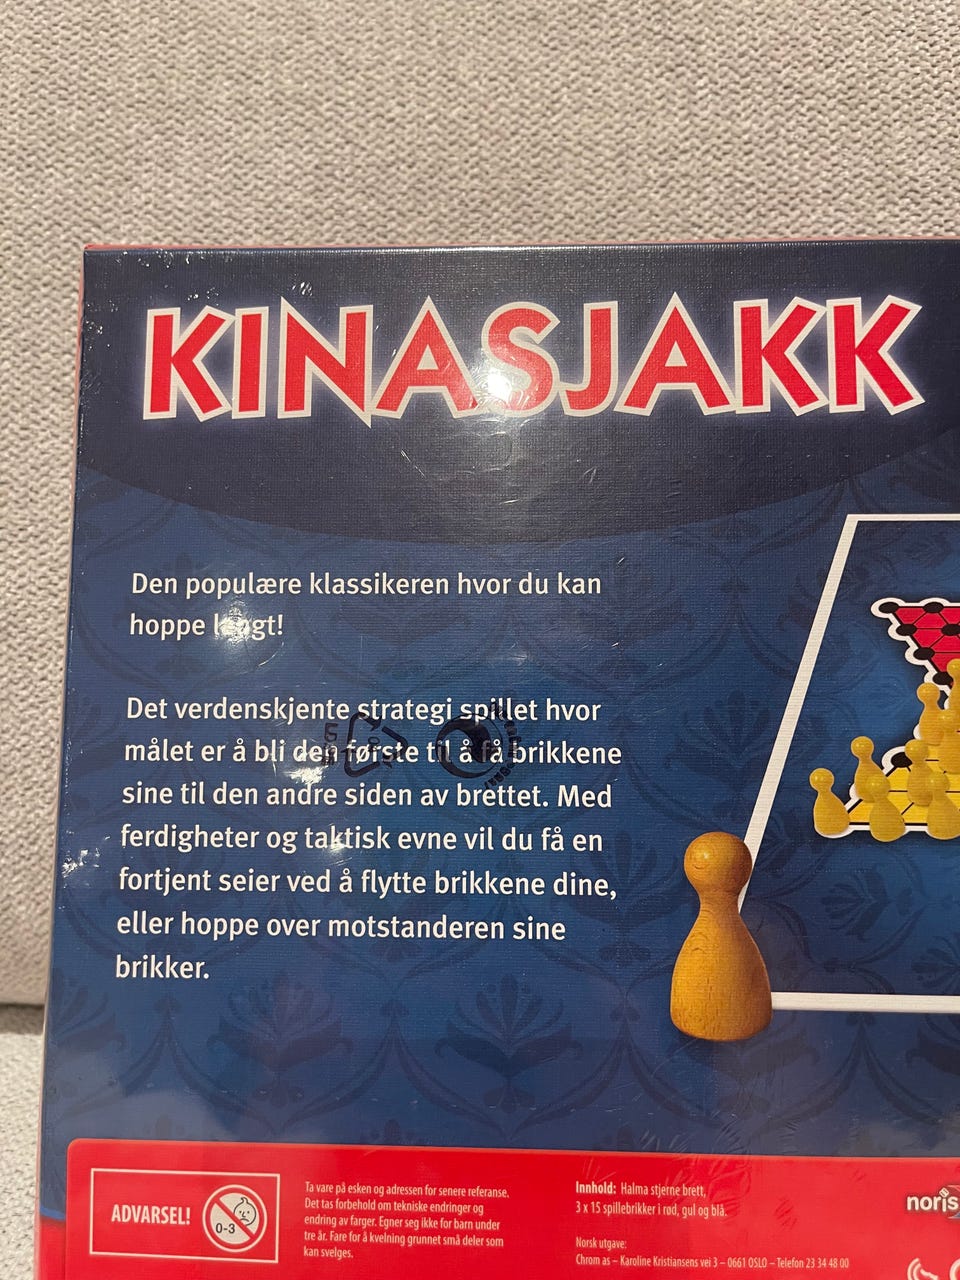 KINASJAKK
Den populære klassikeren hvor du kan
hoppe langt!
Det verdenskjente strategi spillet hvor
målet er å bli den første til å få brikkene
sine til den andre siden av brettet. Med
ferdigheter og taktisk evne vil du få en
fortjent seier ved å flytte brikkene dine,
eller hoppe over motstanderen sine
brikker.
ADVARSEL!
0-3
Ta vare på esken og adressen for senere referanse.
Det tas forbehold om tekniske endringer og
endring av farger. Egner seg ikke for barn under
tre år. Fare for å kvelning grunnet små deler som
kan svelges.
Innhold: Halma stjerne brett,
3 x 15 spillebrikker i rød, gul og blå.
Norsk utgave:
Chrom as – Karoline Kristiansens vei 3 – 0661 OSLO – Telefon 23 34 48 00
noris